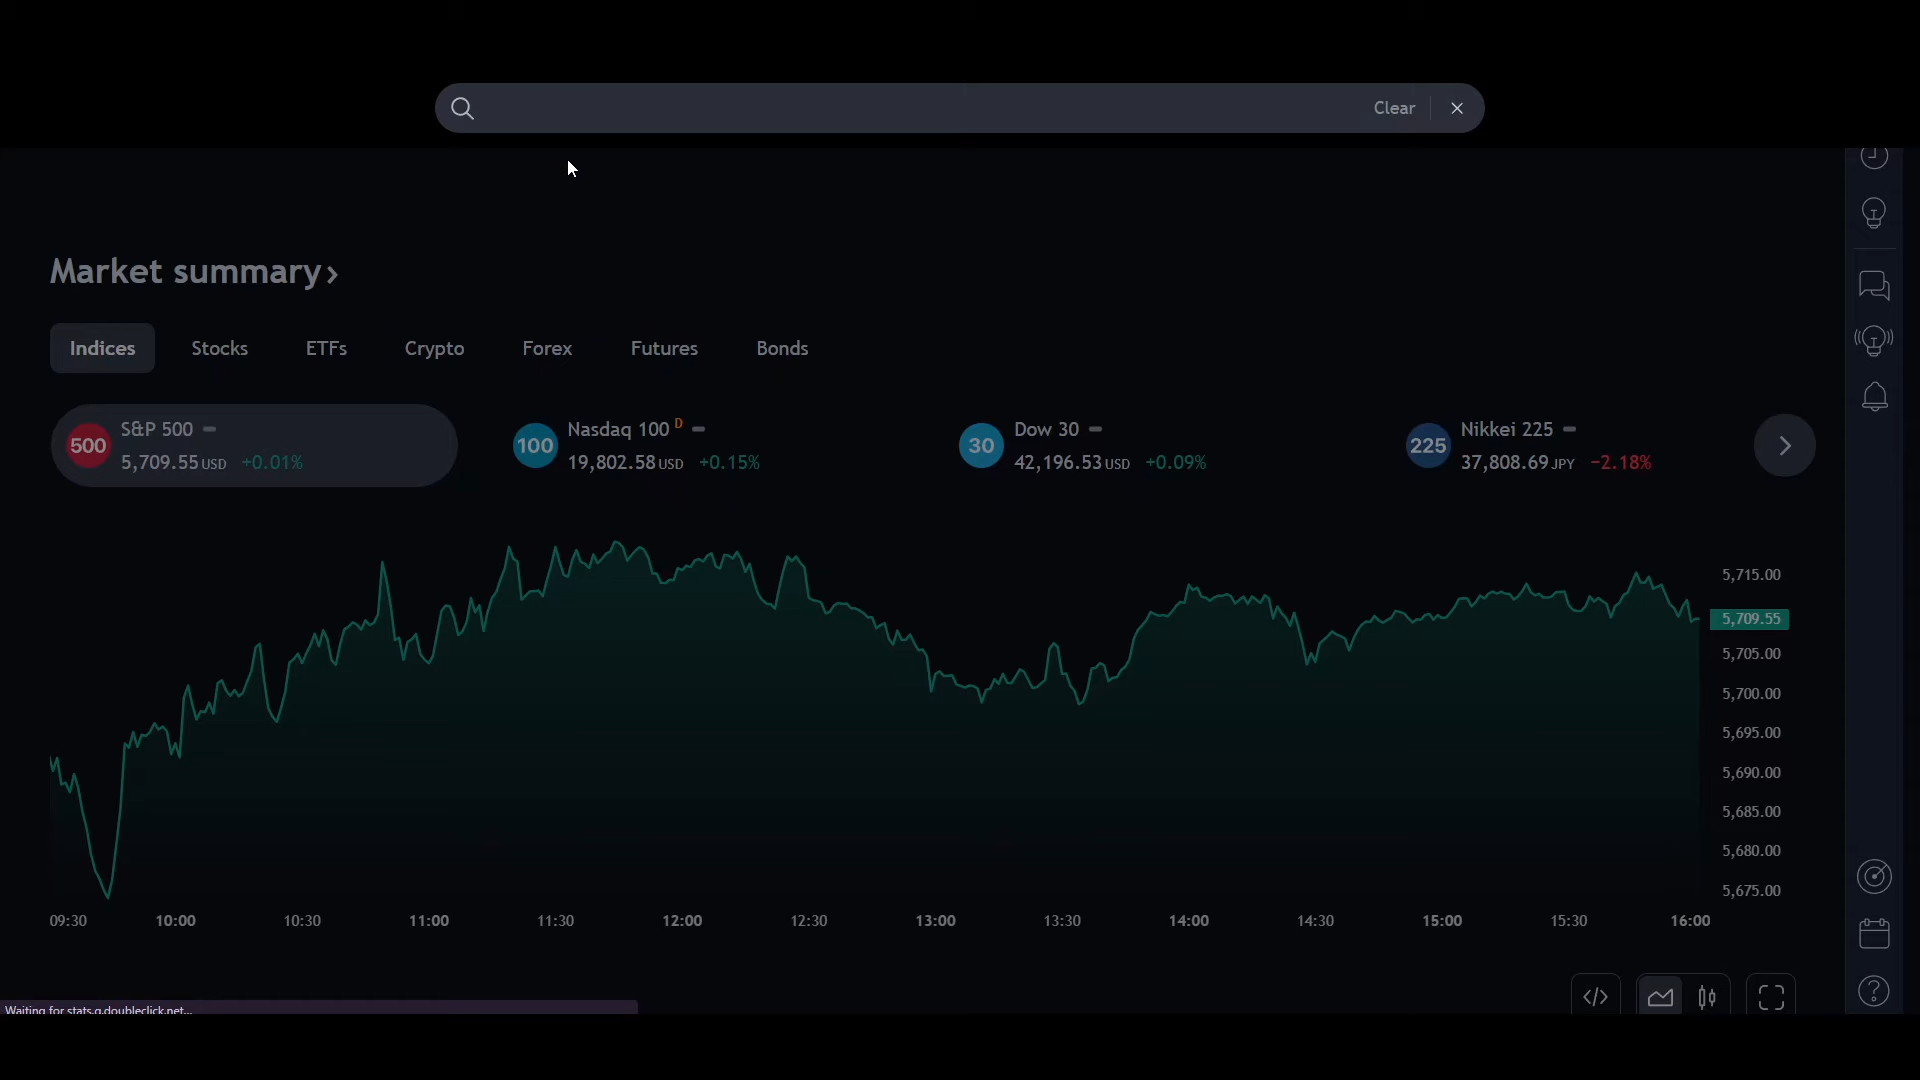 Clear
Market summary
Indices Stocks ETFs Crypto Forex Futures Bonds
500 S&P 500 5,709.55 USD +0.01%
100 Nasdaq 100 D 19,802.58 USD +0.15%
30 Dow 30 42,196.53 USD +0.09%
225 Nikkei 225 37,808.69 JPY −2.18%
5,715.00
5,709.55
5,705.00
5,700.00
5,695.00
5,690.00
5,685.00
5,680.00
5,675.00
09:30 10:00 10:30 11:00 11:30 12:00 12:30 13:00 13:30 14:00 14:30 15:00 15:30 16:00
Waiting for stats.g.doubleclick.net...